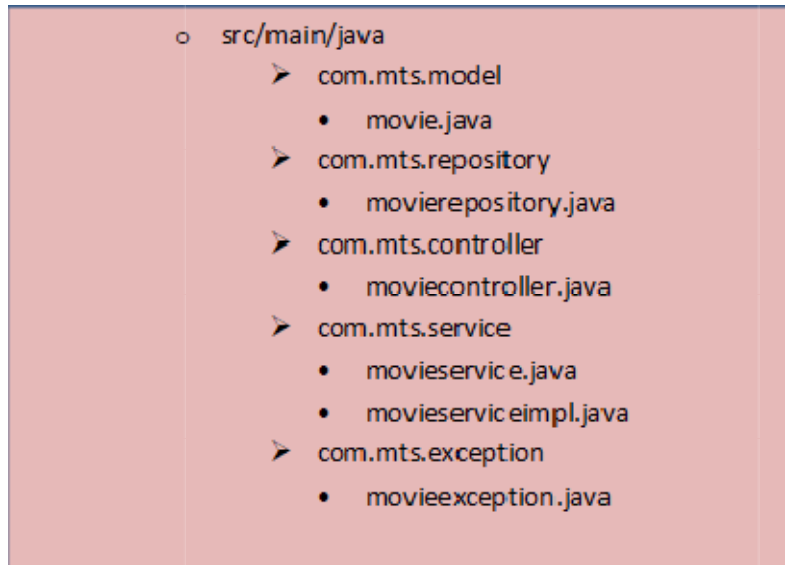 o src/main/java
➤ com.mts.model
• movie.java
➤ com.mts.repository
• movierepository.java
➤ com.mts.controller
• moviecontroller.java
➤ com.mts.service
• movieservice.java
• movieserviceimpl.java
➤ com.mts.exception
• movieexception.java